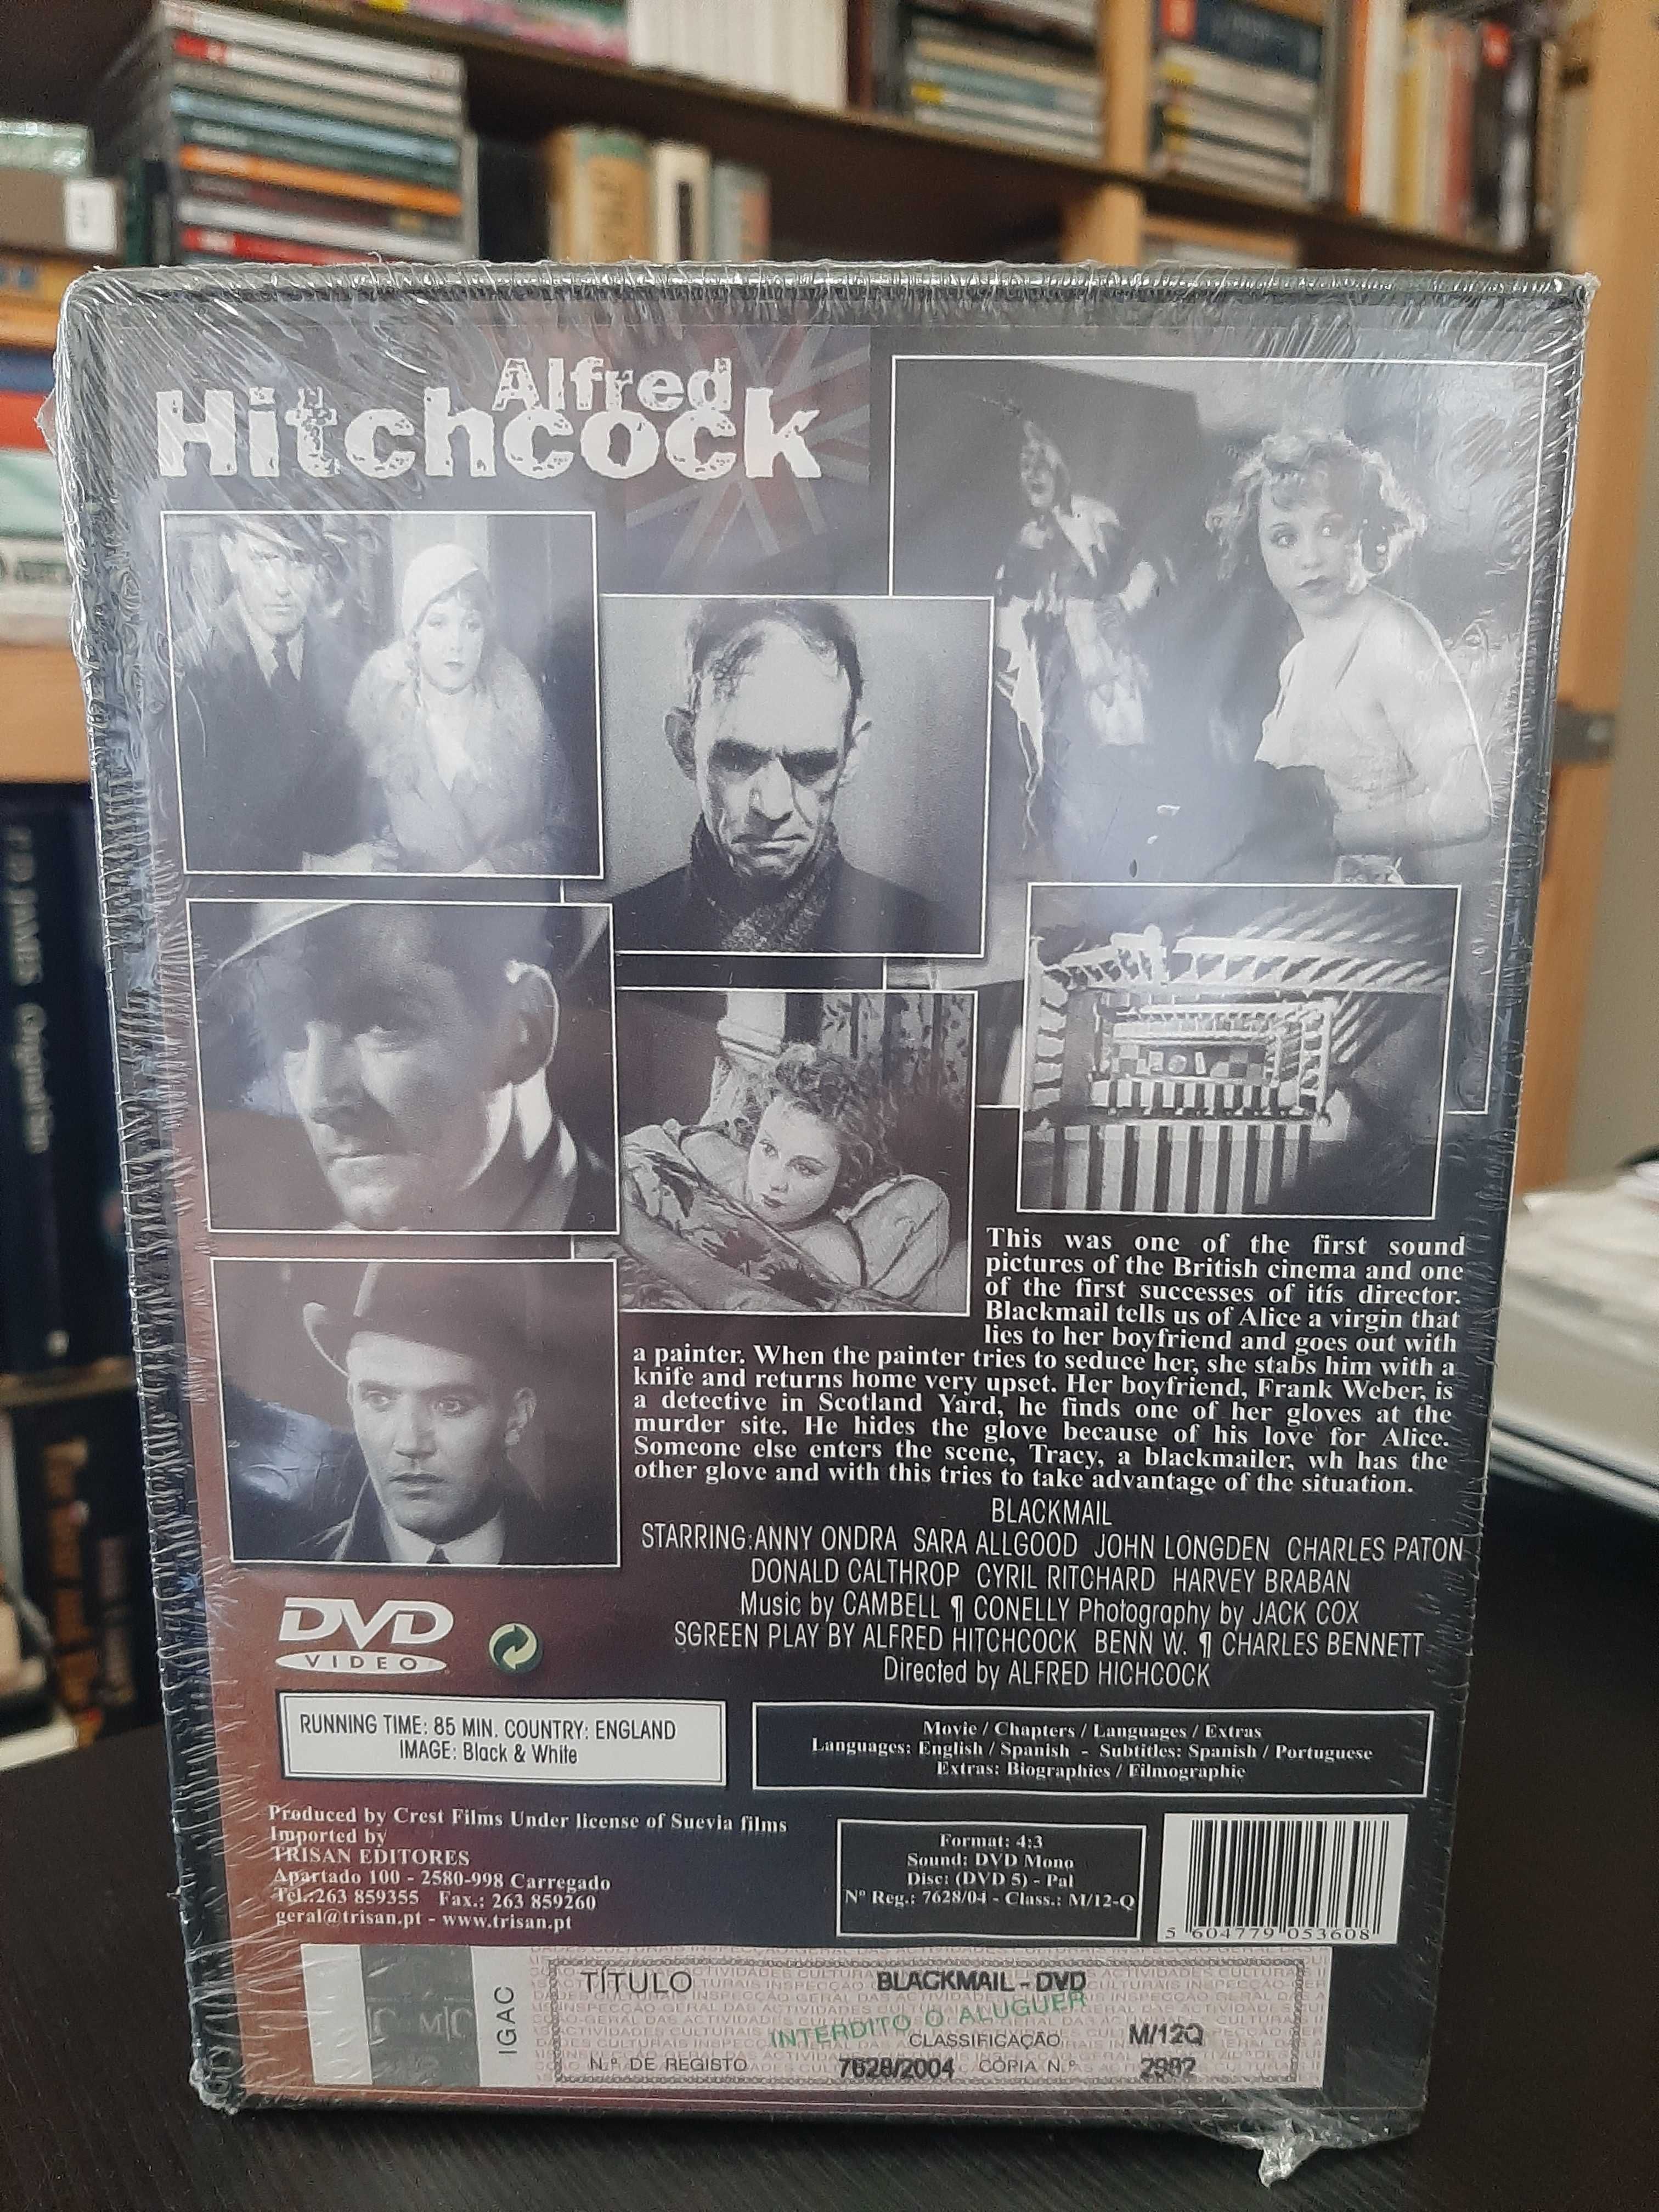 P. D. JAMES
Alfred
Hitchcock
This was one of the first sound
pictures of the British cinema and one
of the first successes of itís director.
Blackmail tells us of Alice a virgin that
lies to her boyfriend and goes out with
a painter. When the painter tries to seduce her, she stabs him with a
knife and returns home very upset. Her boyfriend, Frank Weber, is
a detective in Scotland Yard, he finds one of her gloves at the
murder site. He hides the glove because of his love for Alice.
Someone else enters the scene, Tracy, a blackmailer, wh has the
other glove and with this tries to take advantage of the situation.
BLACKMAIL
STARRING:ANNY ONDRA SARA ALLGOOD JOHN LONGDEN CHARLES PATON
DONALD CALTHROP CYRIL RITCHARD HARVEY BRABAN
Music by CAMBELL ¶ CONELLY Photography by JACK COX
SGREEN PLAY BY ALFRED HITCHCOCK BENN W. ¶ CHARLES BENNETT
Directed by ALFRED HICHCOCK
DVD
VIDEO
RUNNING TIME: 85 MIN. COUNTRY: ENGLAND
IMAGE: Black & White
Movie / Chapters / Languages / Extras
Languages: English / Spanish - Subtitles: Spanish / Portuguese
Extras: Biographies / Filmographie
Produced by Crest Films Under license of Suevia films
Imported by
TRISAN EDITORES
Apartado 100 - 2580-998 Carregado
Tel.:263 859355 Fax.: 263 859260
geral@trisan.pt - www.trisan.pt
Format: 4:3
Sound: DVD Mono
Disc: (DVD 5) - Pal
Nº Reg.: 7628/04 - Class.: M/12-Q
5 604779 053608
IGAC
TÍTULO BLACKMAIL - DVD
INTERDITO O ALUGUER
CLASSIFICAÇÃO M/12Q
N.º DE REGISTO 7628/2004 CÓPIA N.º 2982